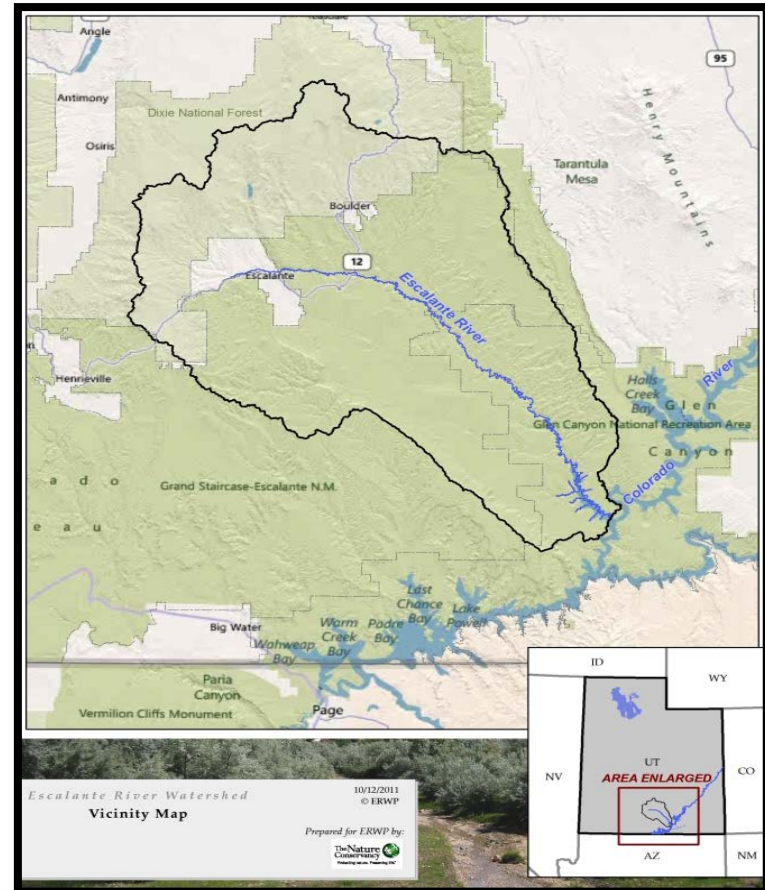 Angle
95
Antimony
Dixie National Forest
Henry Mountains
Osiris
Tarantula
Mesa
Boulder
12
Escalante
Escalante River
River
Henrieville
Halls
Creek
Bay
Glen
Glen Canyon National Recreation Area
Canyon
a d o
Grand Staircase-Escalante N.M.
Colorado
e a u
Last
Chance
Bay
Lake
Powell
Big Water
Warm
Creek
Bay
Padre
Bay
Wahweap
Bay
Paria
Canyon
Vermilion Cliffs Monument
Page
ID
WY
NV
UT
CO
AREA ENLARGED
AZ
NM
Escalante River Watershed
Vicinity Map
10/12/2011
© ERWP
Prepared for ERWP by:
The Nature
Conservancy